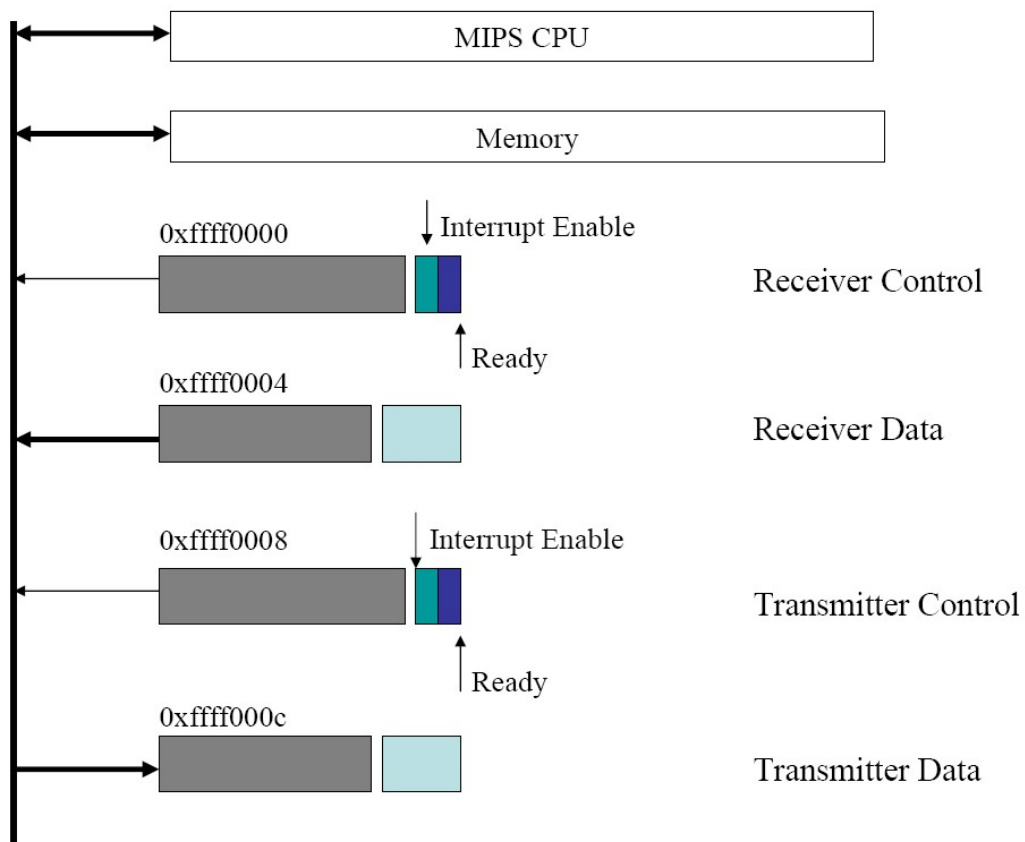 MIPS CPU
Memory
0xffff0000
Interrupt Enable
Receiver Control
Ready
0xffff0004
Receiver Data
0xffff0008
Interrupt Enable
Transmitter Control
Ready
0xffff000c
Transmitter Data